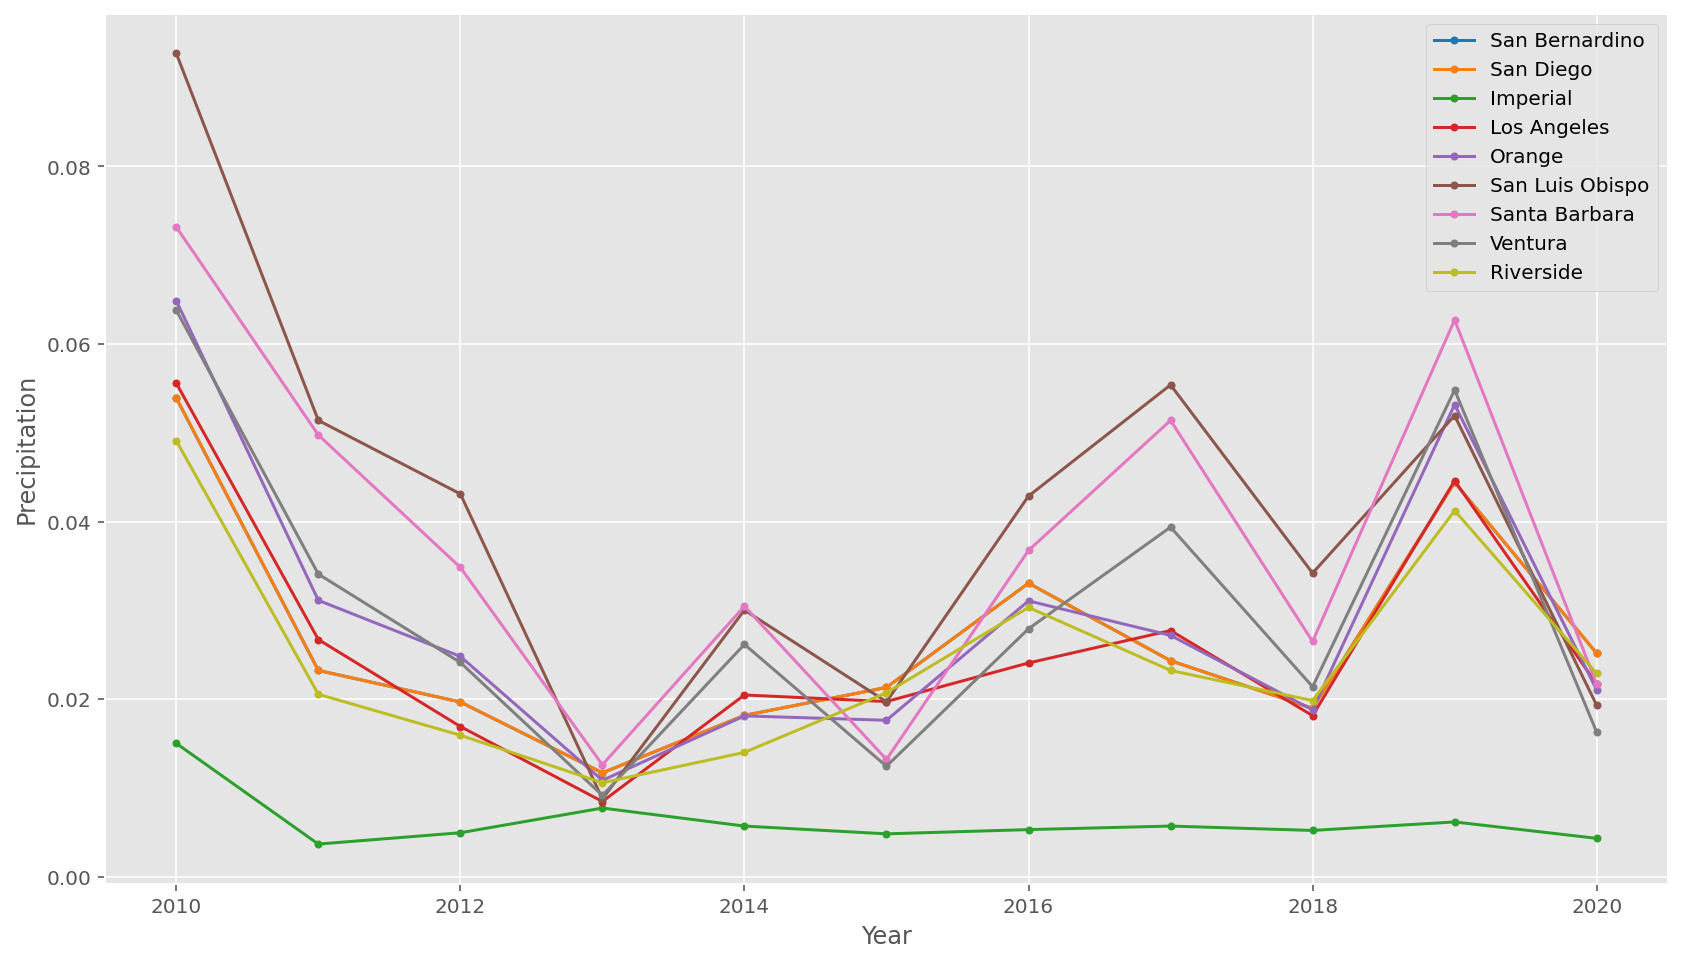 San Bernardino
San Diego
Imperial
Los Angeles
Orange
San Luis Obispo
Santa Barbara
Ventura
Riverside
0.08
0.06
0.04
0.02
0.00
Precipitation
2010 2012 2014 2016 2018 2020
Year